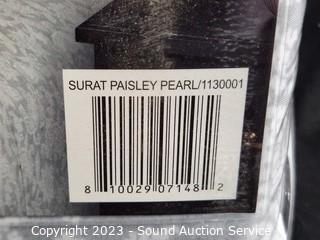 SURAT PAISLEY PEARL/1130001
8 10029 07148 2
Copyright © 2023 - Sound Auction Service